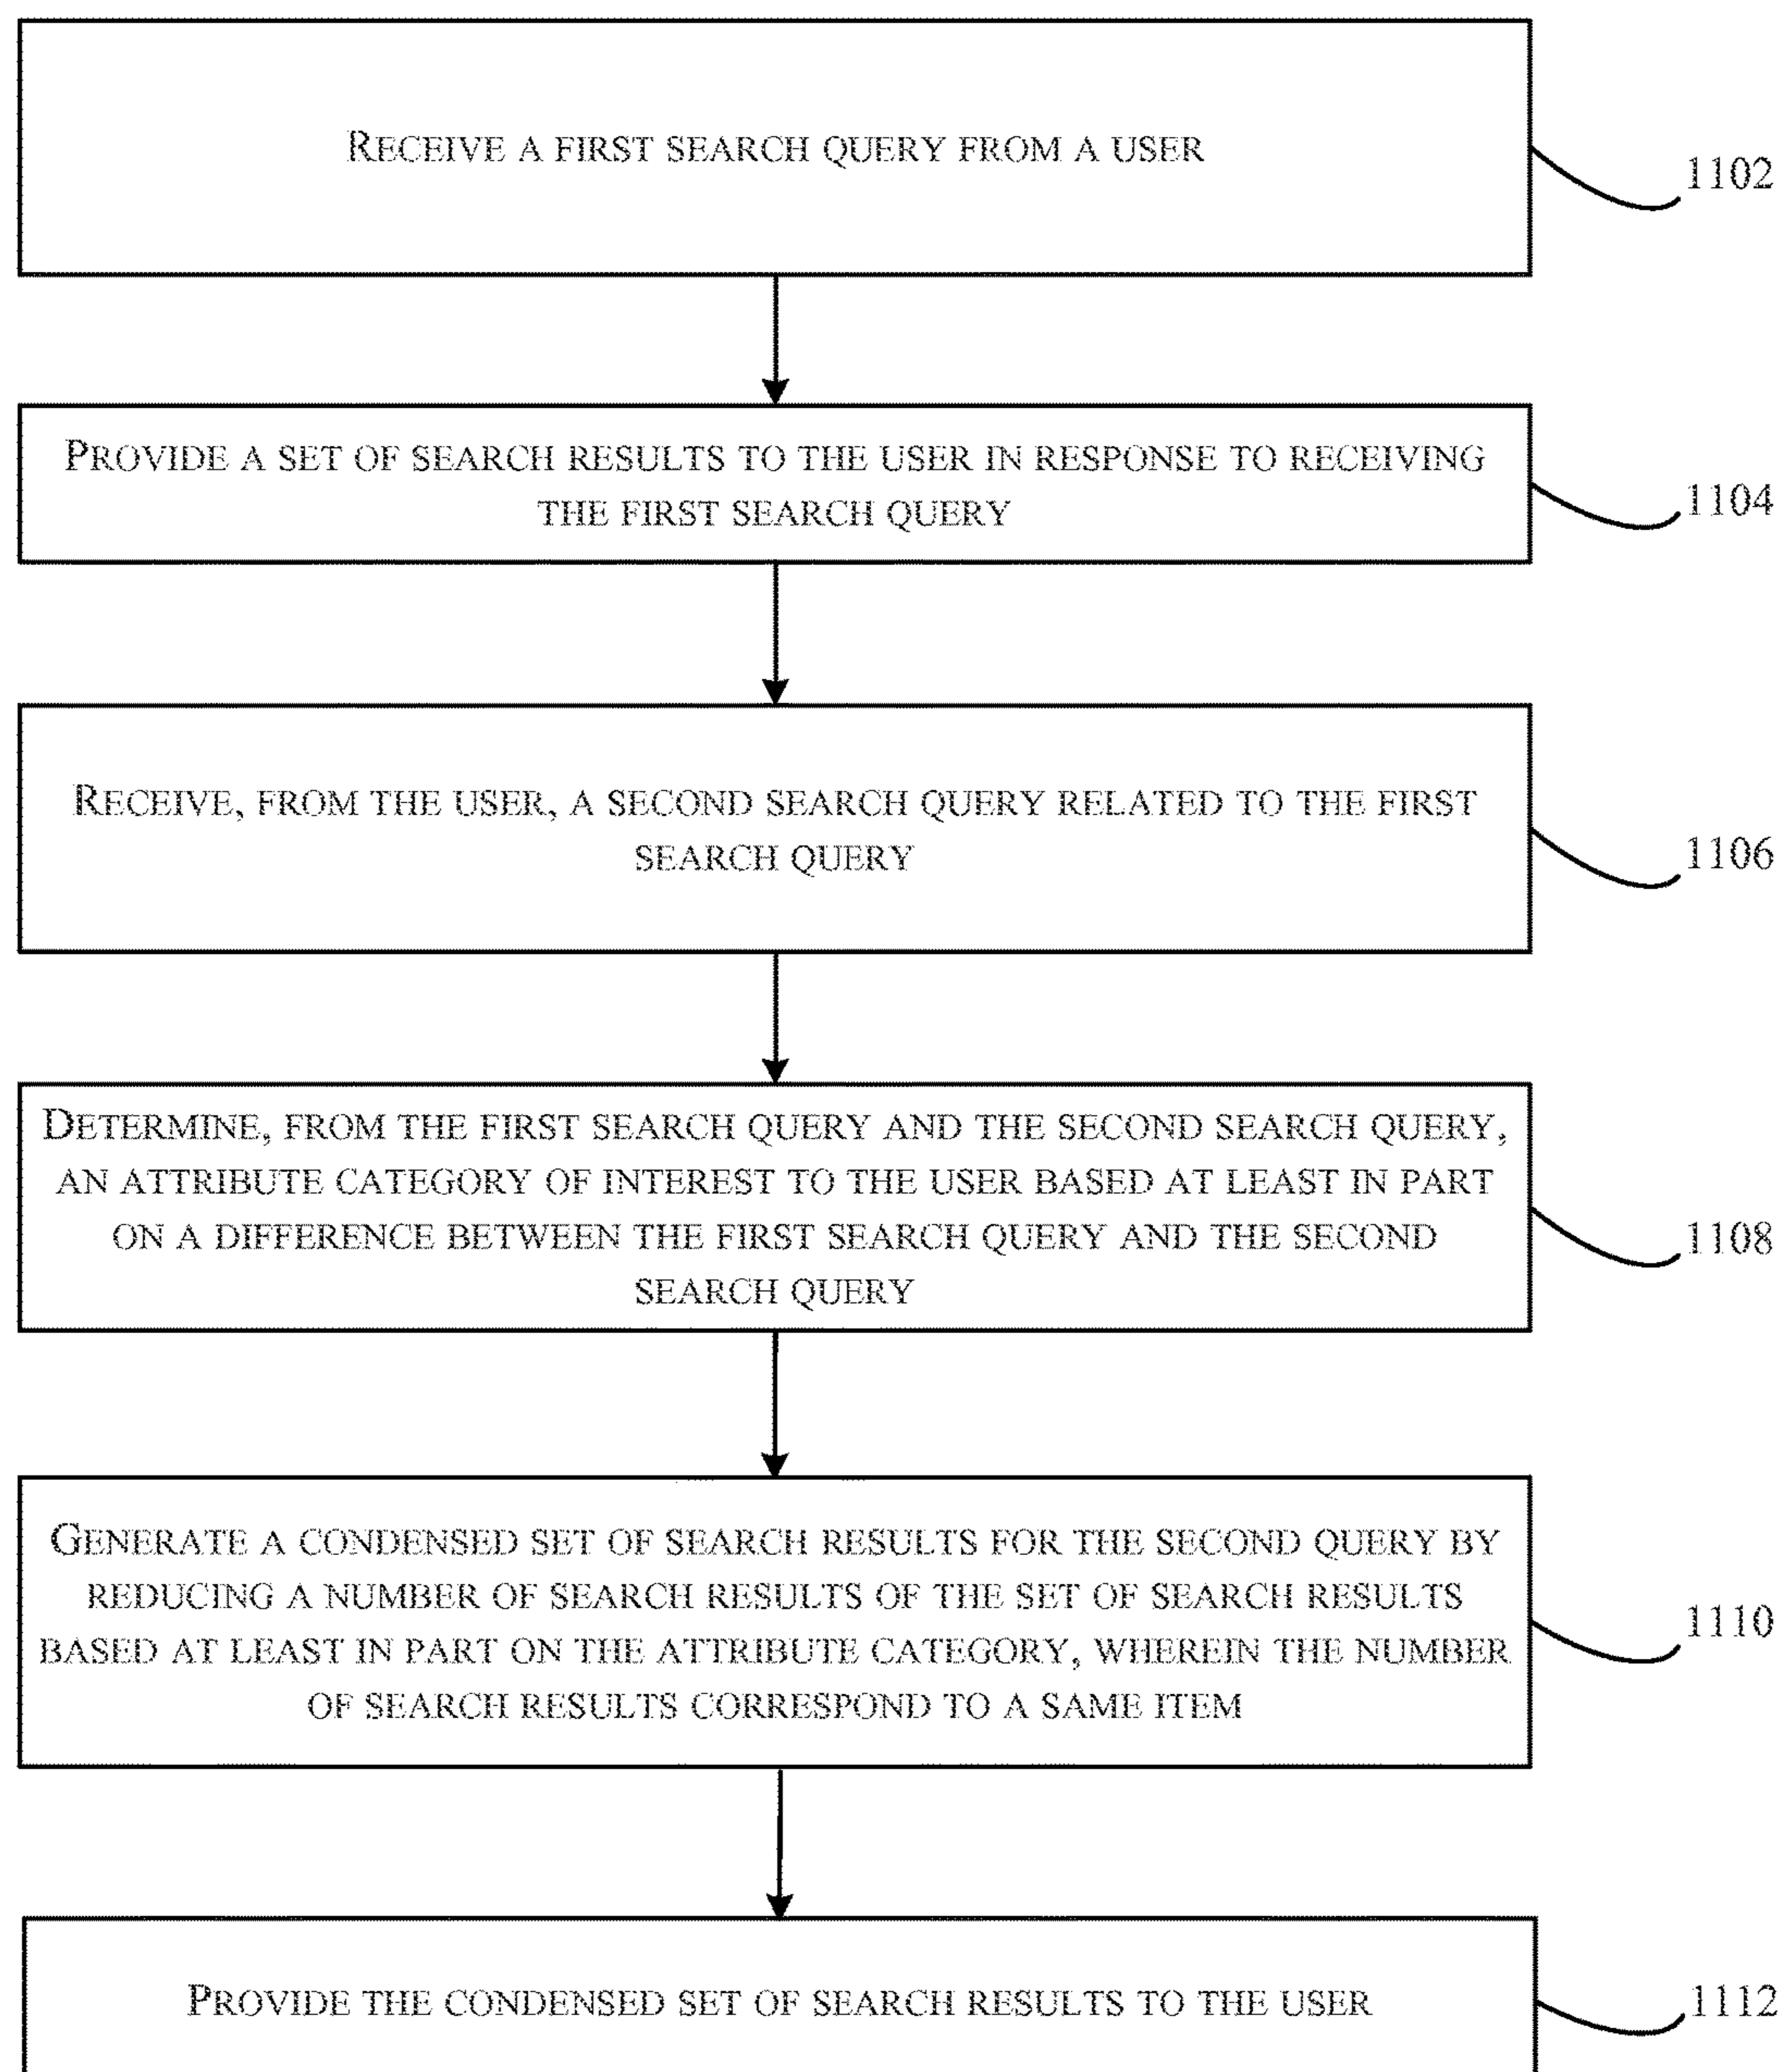 RECEIVE A FIRST SEARCH QUERY FROM A USER
1102
PROVIDE A SET OF SEARCH RESULTS TO THE USER IN RESPONSE TO RECEIVING
THE FIRST SEARCH QUERY
1104
RECEIVE, FROM THE USER, A SECOND SEARCH QUERY RELATED TO THE FIRST
SEARCH QUERY
1106
DETERMINE, FROM THE FIRST SEARCH QUERY AND THE SECOND SEARCH QUERY,
AN ATTRIBUTE CATEGORY OF INTEREST TO THE USER BASED AT LEAST IN PART
ON A DIFFERENCE BETWEEN THE FIRST SEARCH QUERY AND THE SECOND
SEARCH QUERY
1108
GENERATE A CONDENSED SET OF SEARCH RESULTS FOR THE SECOND QUERY BY
REDUCING A NUMBER OF SEARCH RESULTS OF THE SET OF SEARCH RESULTS
BASED AT LEAST IN PART ON THE ATTRIBUTE CATEGORY, WHEREIN THE NUMBER
OF SEARCH RESULTS CORRESPOND TO A SAME ITEM
1110
PROVIDE THE CONDENSED SET OF SEARCH RESULTS TO THE USER
1112